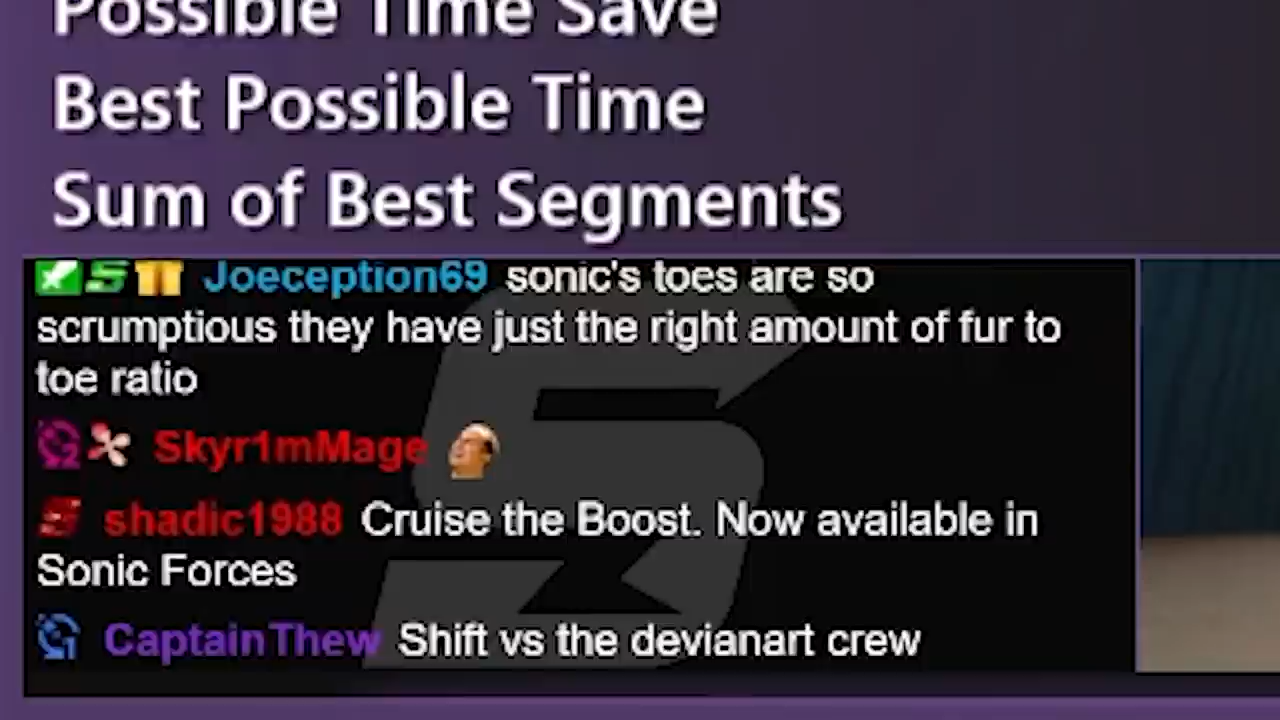 Possible Time Save
Best Possible Time
Sum of Best Segments
Joeception69 sonic's toes are so
scrumptious they have just the right amount of fur to
toe ratio
Skyr1mMage
shadic1988 Cruise the Boost. Now available in
Sonic Forces
CaptainThew Shift vs the devianart crew